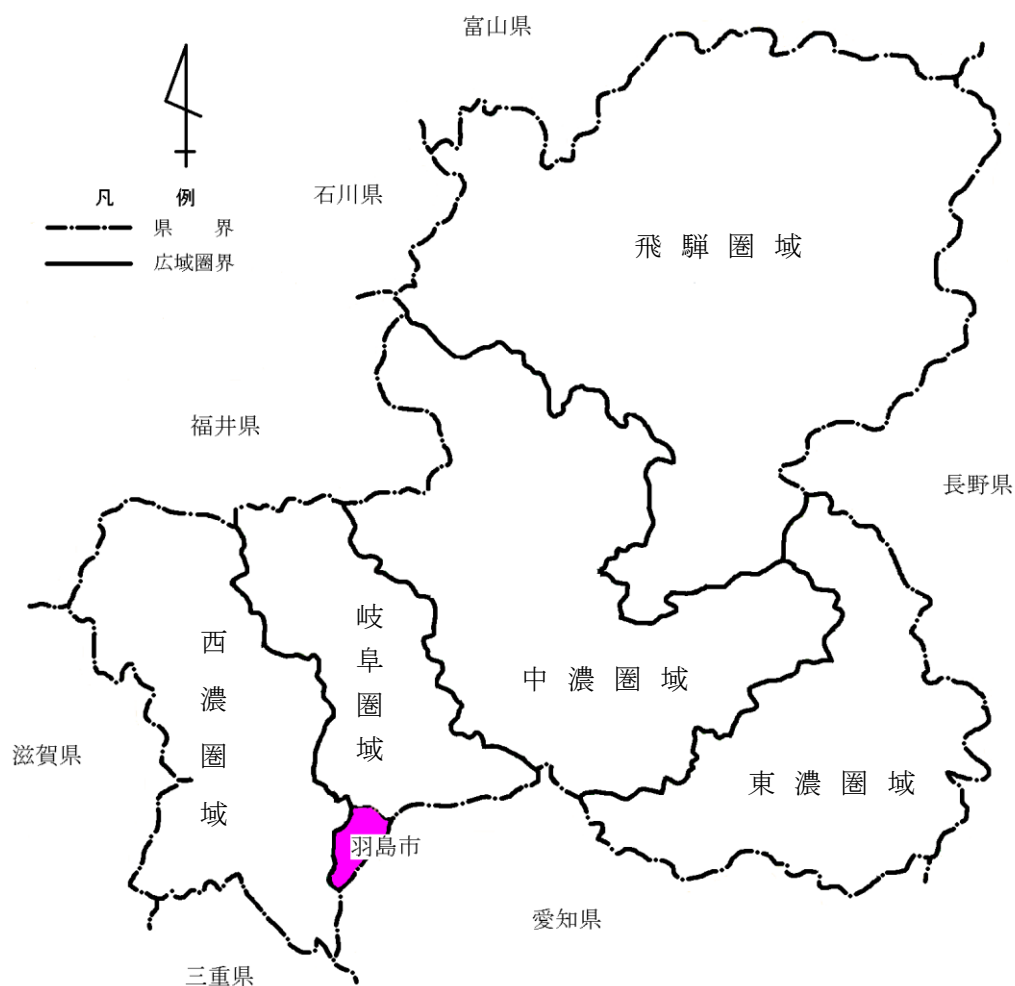 富山県
石川県
凡　例
県　界
広域圏界
飛騨圏域
福井県
長野県
西濃圏域
岐阜圏域
中濃圏域
滋賀県
東濃圏域
羽島市
愛知県
三重県